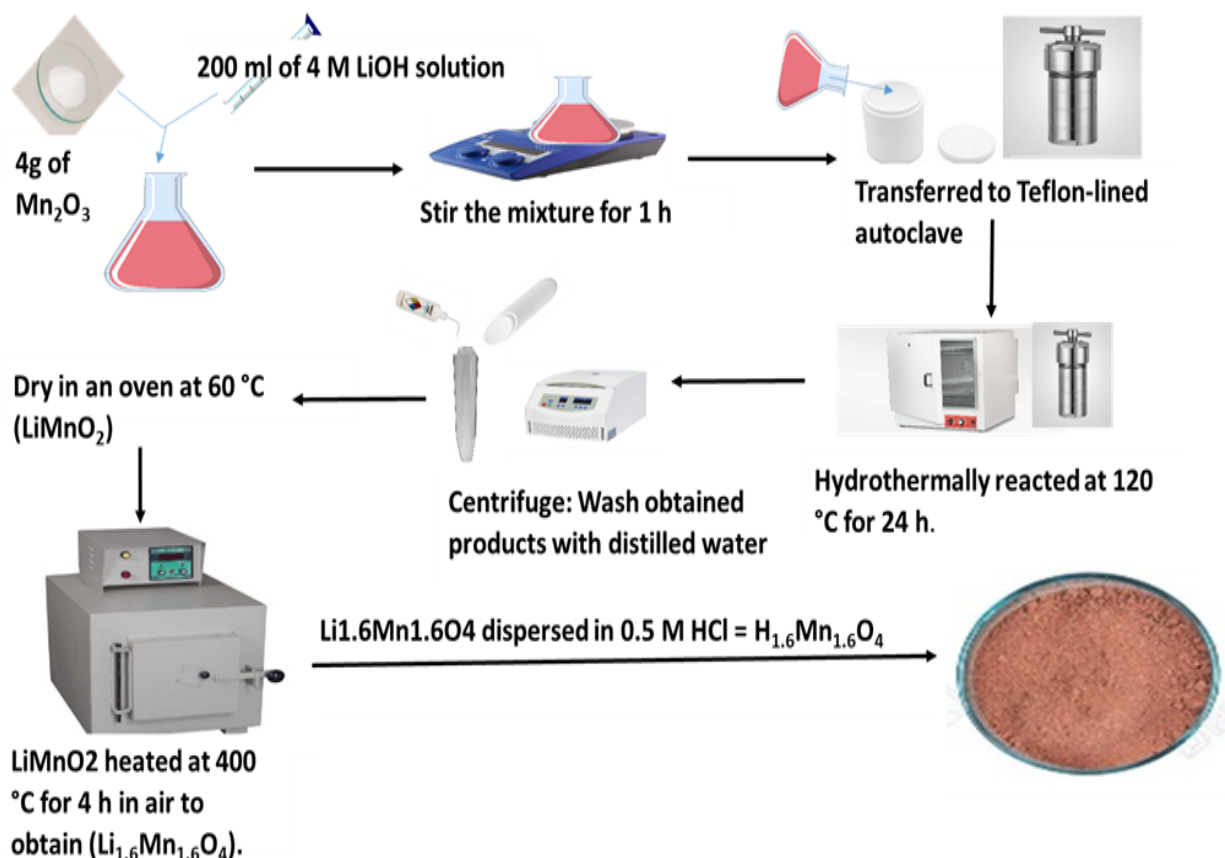 200 ml of 4 M LiOH solution
4g of
Mn₂O₃
Stir the mixture for 1 h
Transferred to Teflon-lined
autoclave
Hydrothermally reacted at 120
°C for 24 h.
Centrifuge: Wash obtained
products with distilled water
Dry in an oven at 60 °C
(LiMnO₂)
LiMnO2 heated at 400
°C for 4 h in air to
obtain (Li₁.₆Mn₁.₆O₄).
Li1.6Mn1.6O4 dispersed in 0.5 M HCl = H₁.₆Mn₁.₆O₄